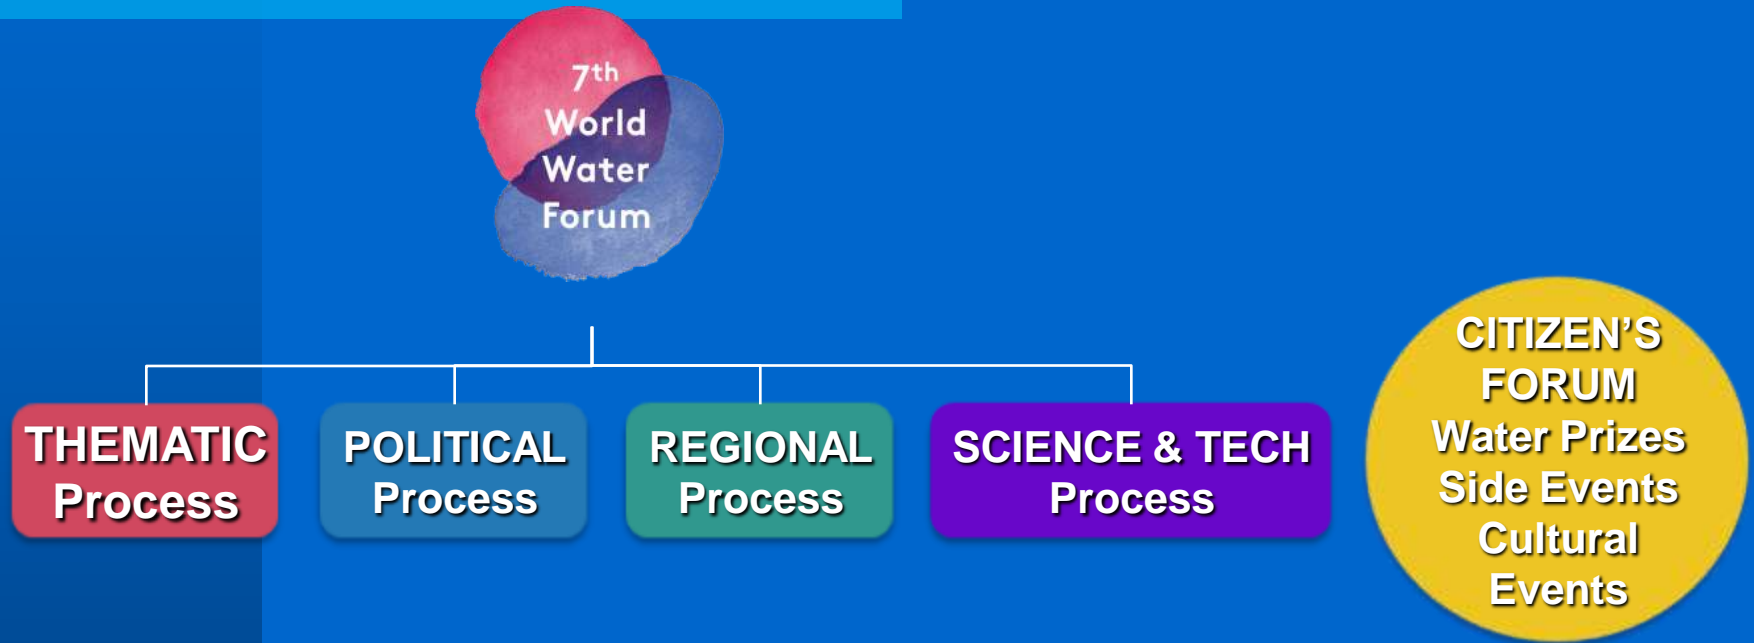 7th
World
Water
Forum
THEMATIC
Process
POLITICAL
Process
REGIONAL
Process
SCIENCE & TECH
Process
CITIZEN’S
FORUM
Water Prizes
Side Events
Cultural
Events